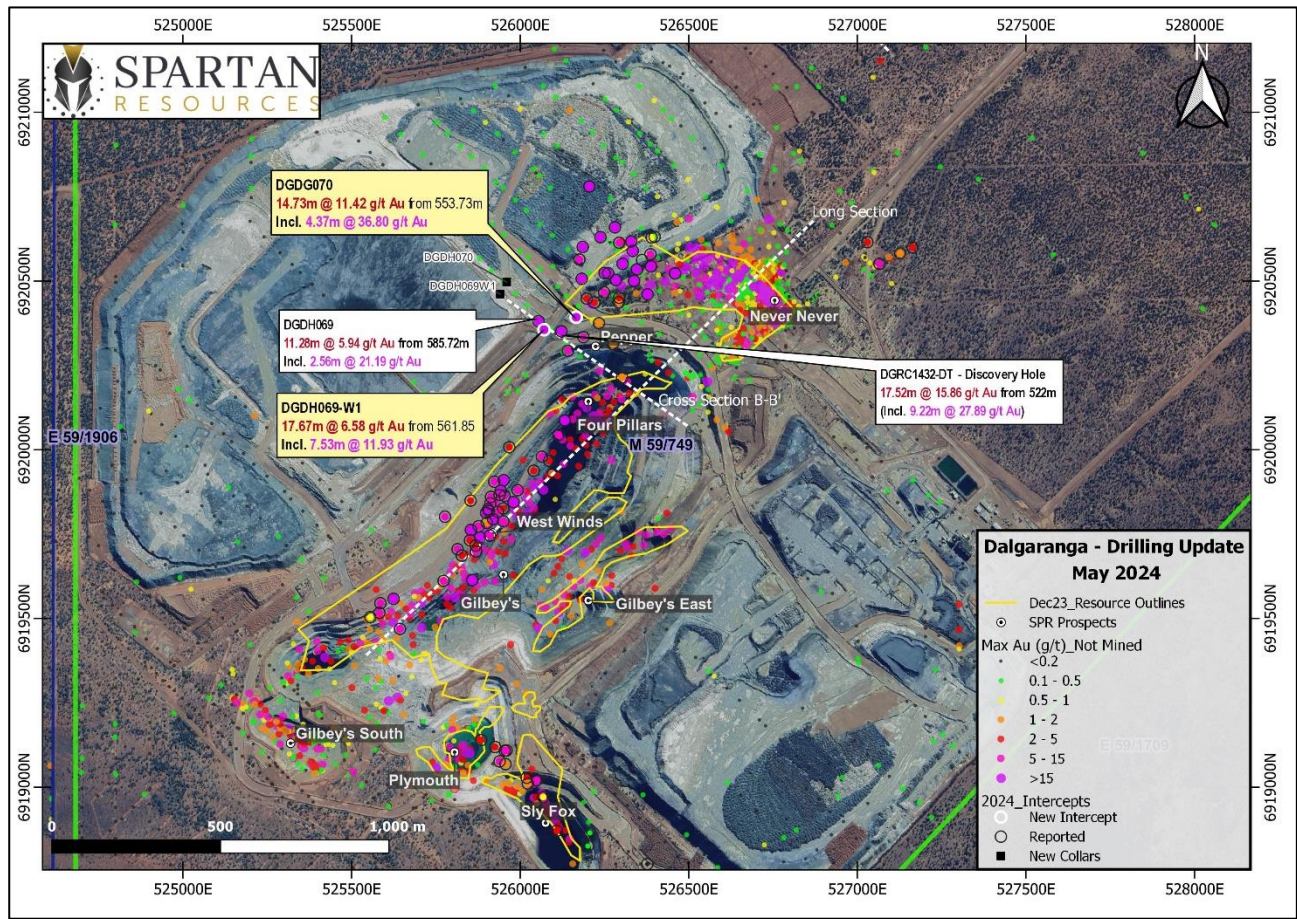 525000E
525500E
526000E
526500E
527000E
527500E
528000E
SPARTAN
RESOURCES
N
6921000N
6921000N
DGDG070
14.73m @ 11.42 g/t Au from 553.73m
Incl. 4.37m @ 36.80 g/t Au
Long Section
DGDH070
DGDH069W1
6920500N
6920500N
Never Never
Pepper
DGDH069
11.28m @ 5.94 g/t Au from 585.72m
Incl. 2.56m @ 21.19 g/t Au
DGRC1432-DT - Discovery Hole
17.52m @ 15.86 g/t Au from 522m
(Incl. 9.22m @ 27.89 g/t Au)
DGDH069-W1
17.67m @ 6.58 g/t Au from 561.85
Incl. 7.53m @ 11.93 g/t Au
Cross Section B-B'
Four Pillars
M 59/749
E 59/1906
6920000N
6920000N
West Winds
Gilbey's
Gilbey's East
6919500N
6919500N
Gilbey's South
Plymouth
Sly Fox
E 59/1709
6919000N
6919000N
0
500
1,000 m
Dalgaranga - Drilling Update
May 2024
Dec23_Resource Outlines
SPR Prospects
Max Au (g/t)_Not Mined
<0.2
0.1 - 0.5
0.5 - 1
1 - 2
2 - 5
5 - 15
>15
2024_Intercepts
New Intercept
Reported
New Collars
525000E
525500E
526000E
526500E
527000E
527500E
528000E